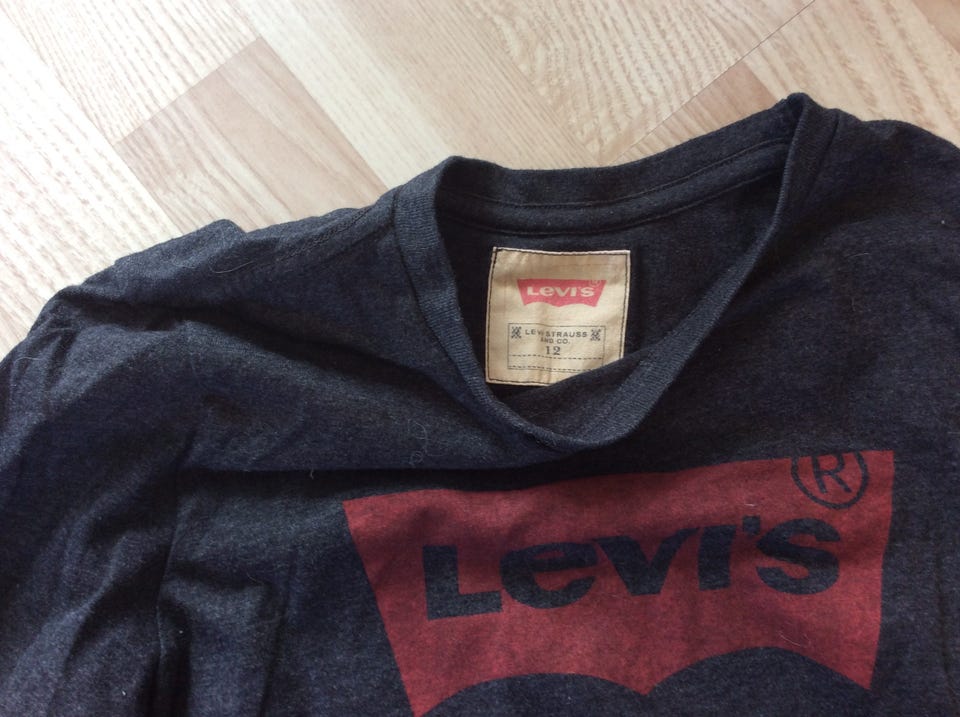 Levi's
LEVI STRAUSS
AND CO.
12
Levi's®